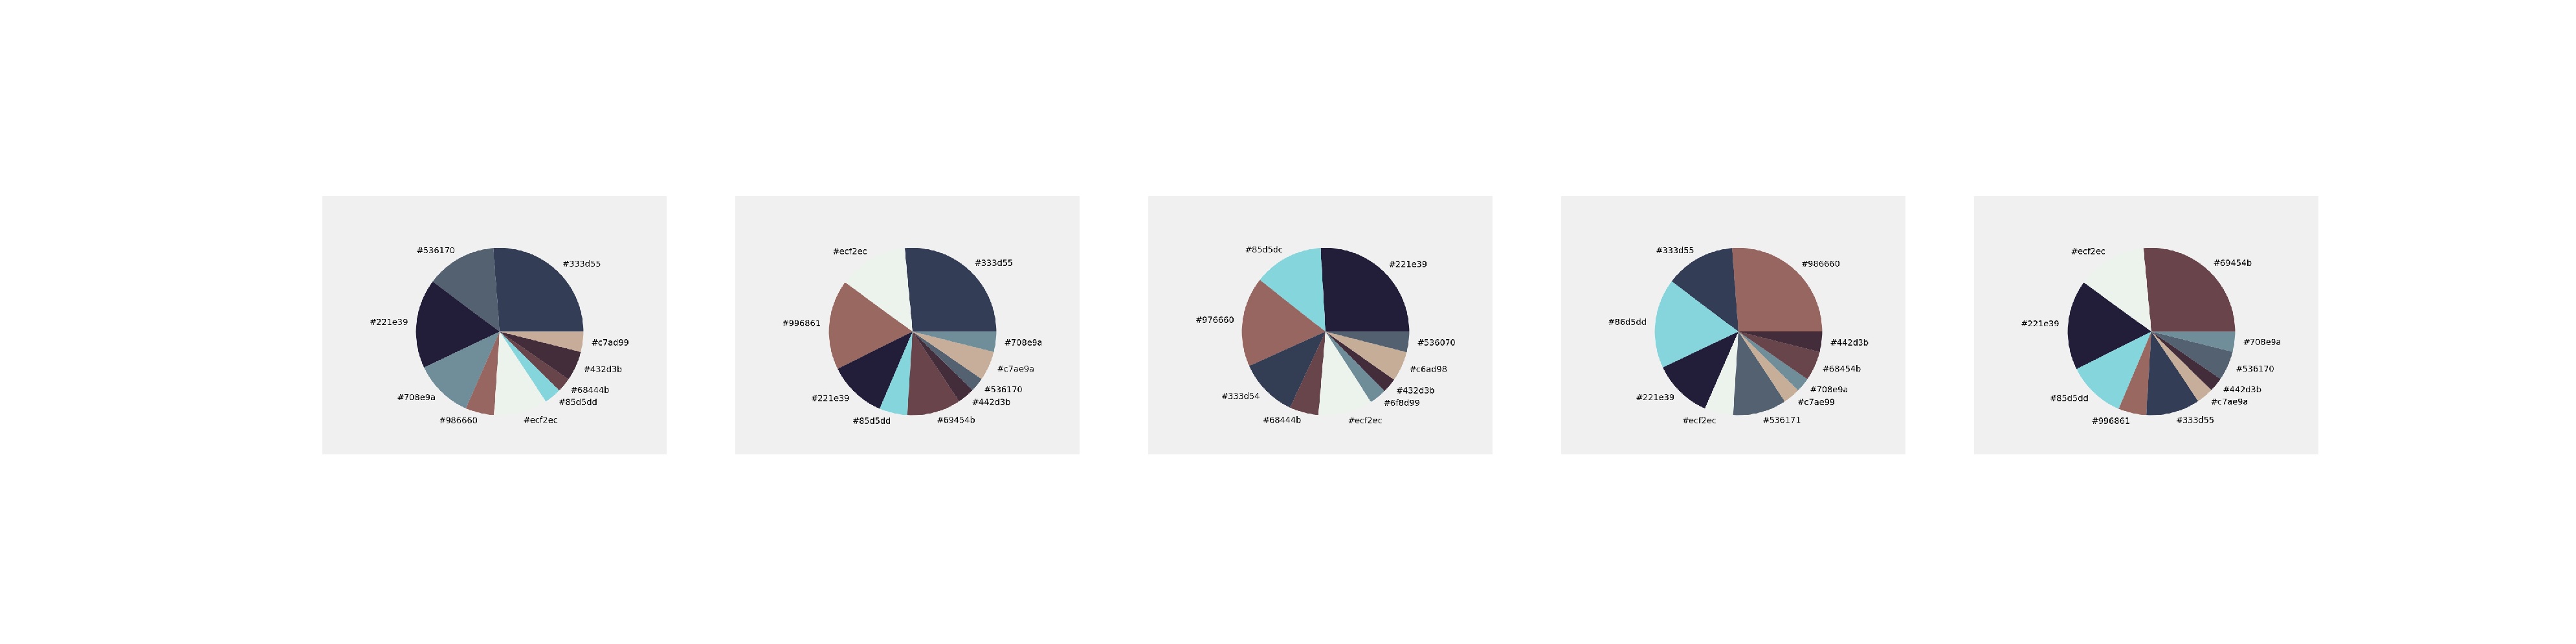 #333d55
#536170
#221e39
#708e9a
#986660
#ecf2ec
#85d5dd
#68444b
#432d3b
#c7ad99
#333d55
#ecf2ec
#996861
#221e39
#85d5dd
#69454b
#442d3b
#536170
#c7ae9a
#708e9a
#221e39
#85d5dc
#976660
#333d54
#68444b
#ecf2ec
#6f8d99
#432d3b
#c6ad98
#536070
#986660
#333d55
#86d5dd
#221e39
#ecf2ec
#536171
#c7ae99
#708e9a
#68454b
#442d3b
#69454b
#ecf2ec
#221e39
#85d5dd
#996861
#333d55
#c7ae9a
#442d3b
#536170
#708e9a